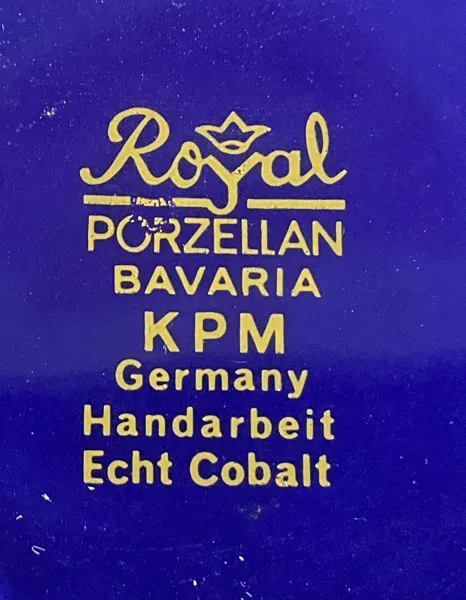 Royal
PORZELLAN
BAVARIA
KPM
Germany
Handarbeit
Echt Cobalt